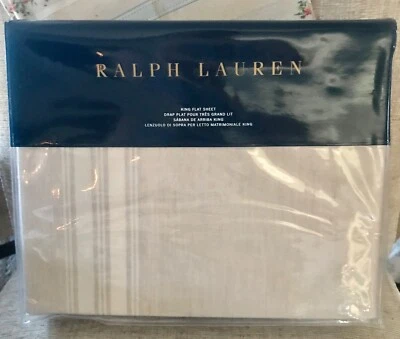 RALPH LAUREN
KING FLAT SHEET
DRAP PLAT POUR TRÈS GRAND LIT
SÁBANA DE ARRIBA KING
LENZUOLO DI SOPRA PER LETTO MATRIMONIALE KING